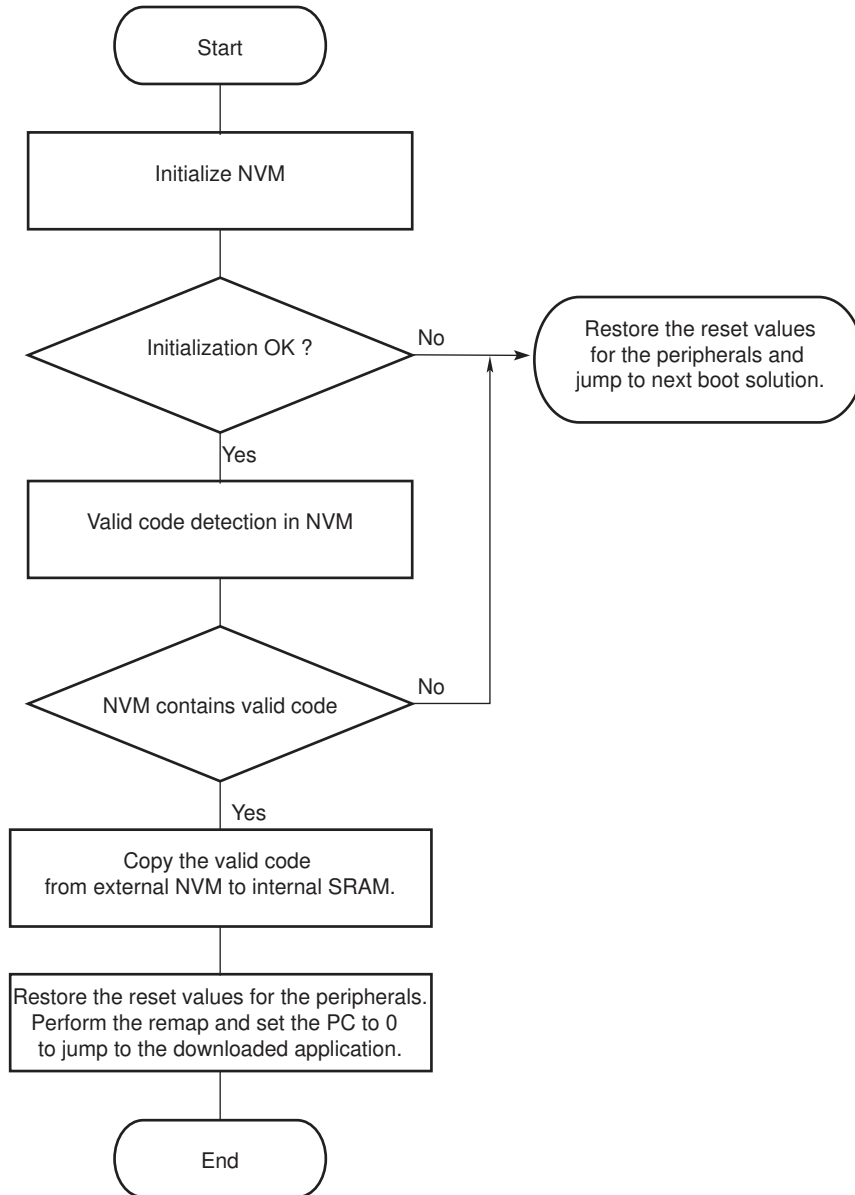 Start
Initialize NVM
Initialization OK ?
No
Restore the reset values
for the peripherals and
jump to next boot solution.
Yes
Valid code detection in NVM
NVM contains valid code
No
Yes
Copy the valid code
from external NVM to internal SRAM.
Restore the reset values for the peripherals.
Perform the remap and set the PC to 0
to jump to the downloaded application.
End